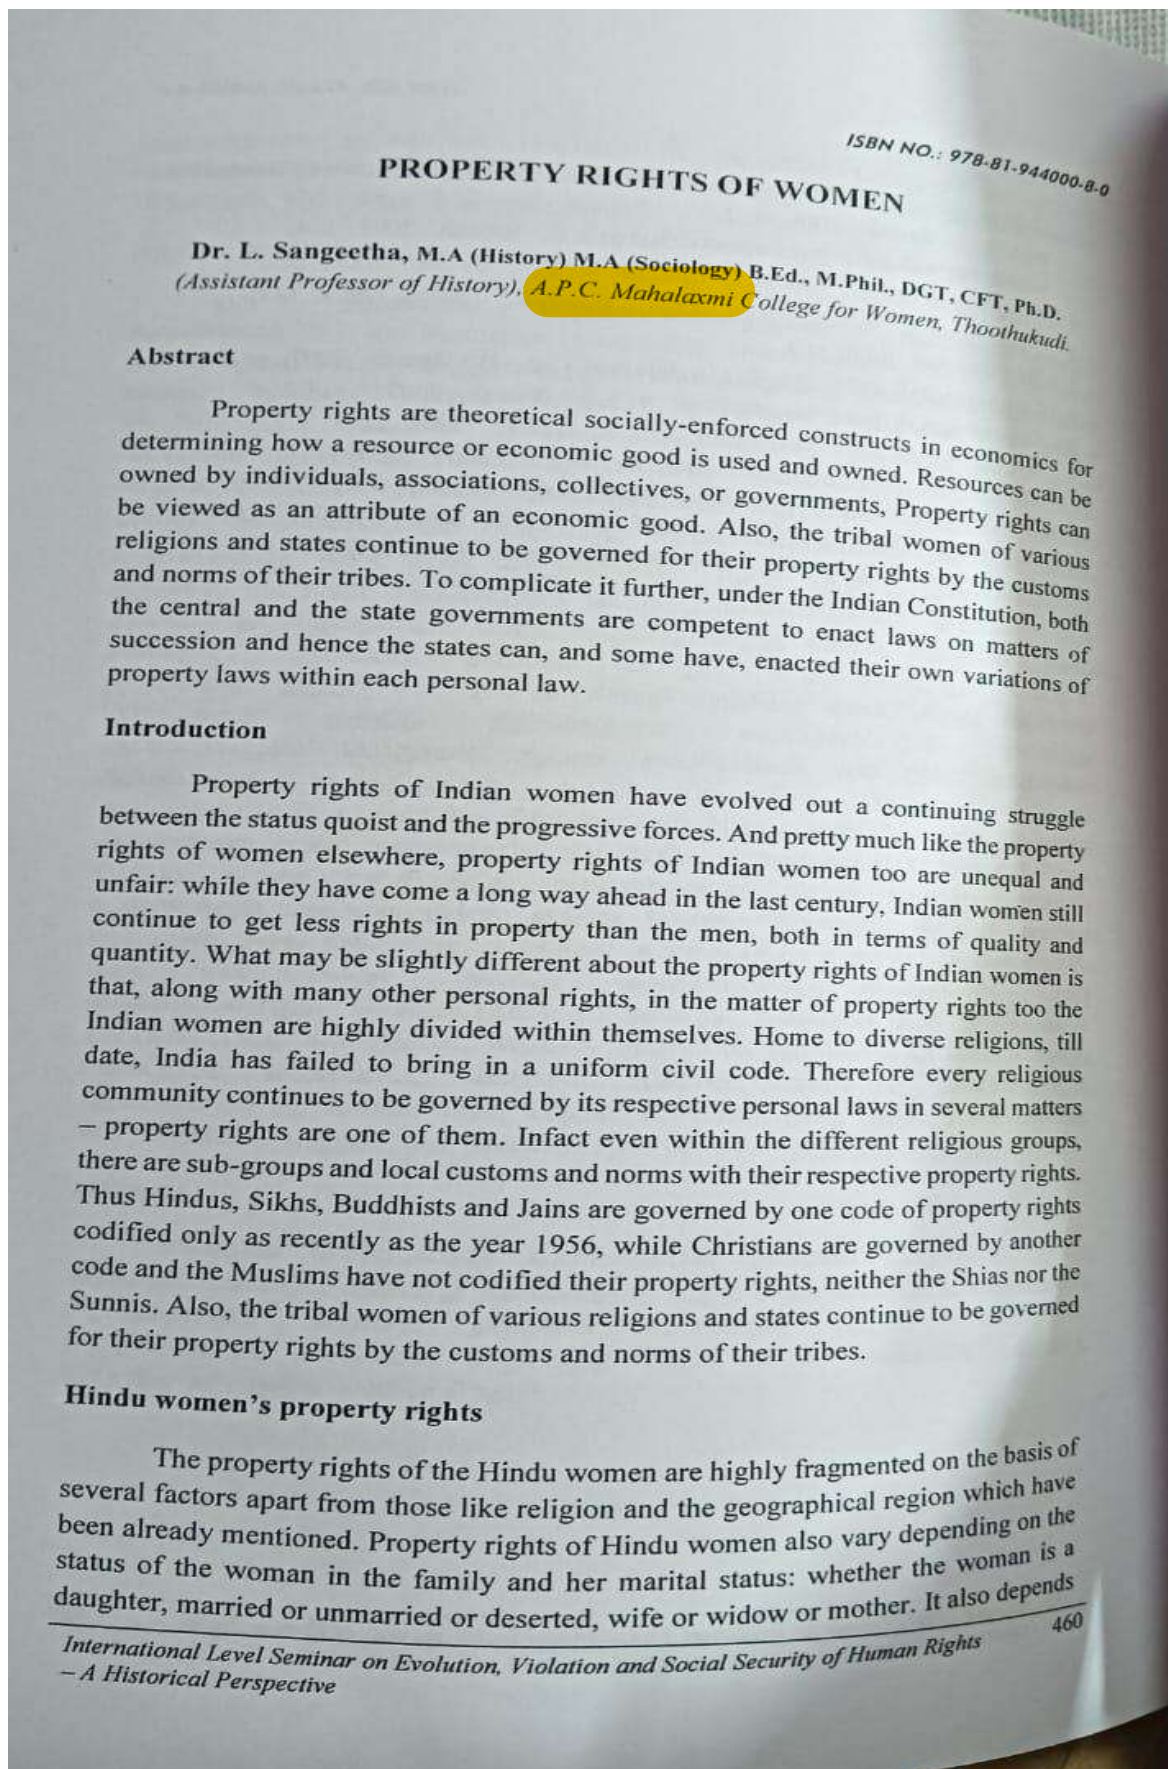 ISBN NO.: 978-81-944000-8-0
PROPERTY RIGHTS OF WOMEN
Dr. L. Sangeetha, M.A (History) M.A (Sociology) B.Ed., M.Phil., DGT, CFT, Ph.D.
(Assistant Professor of History), A.P.C. Mahalaxmi College for Women, Thoothukudi.
Abstract
Property rights are theoretical socially-enforced constructs in economics for
determining how a resource or economic good is used and owned. Resources can be
owned by individuals, associations, collectives, or governments, Property rights can
be viewed as an attribute of an economic good. Also, the tribal women of various
religions and states continue to be governed for their property rights by the customs
and norms of their tribes. To complicate it further, under the Indian Constitution, both
the central and the state governments are competent to enact laws on matters of
succession and hence the states can, and some have, enacted their own variations of
property laws within each personal law.
Introduction
Property rights of Indian women have evolved out a continuing struggle
between the status quoist and the progressive forces. And pretty much like the property
rights of women elsewhere, property rights of Indian women too are unequal and
unfair: while they have come a long way ahead in the last century, Indian women still
continue to get less rights in property than the men, both in terms of quality and
quantity. What may be slightly different about the property rights of Indian women is
that, along with many other personal rights, in the matter of property rights too the
Indian women are highly divided within themselves. Home to diverse religions, till
date, India has failed to bring in a uniform civil code. Therefore every religious
community continues to be governed by its respective personal laws in several matters
– property rights are one of them. Infact even within the different religious groups,
there are sub-groups and local customs and norms with their respective property rights.
Thus Hindus, Sikhs, Buddhists and Jains are governed by one code of property rights
codified only as recently as the year 1956, while Christians are governed by another
code and the Muslims have not codified their property rights, neither the Shias nor the
Sunnis. Also, the tribal women of various religions and states continue to be governed
for their property rights by the customs and norms of their tribes.
Hindu women's property rights
The property rights of the Hindu women are highly fragmented on the basis of
several factors apart from those like religion and the geographical region which have
been already mentioned. Property rights of Hindu women also vary depending on the
status of the woman in the family and her marital status: whether the woman is a
daughter, married or unmarried or deserted, wife or widow or mother. It also depends
460
International Level Seminar on Evolution, Violation and Social Security of Human Rights
– A Historical Perspective